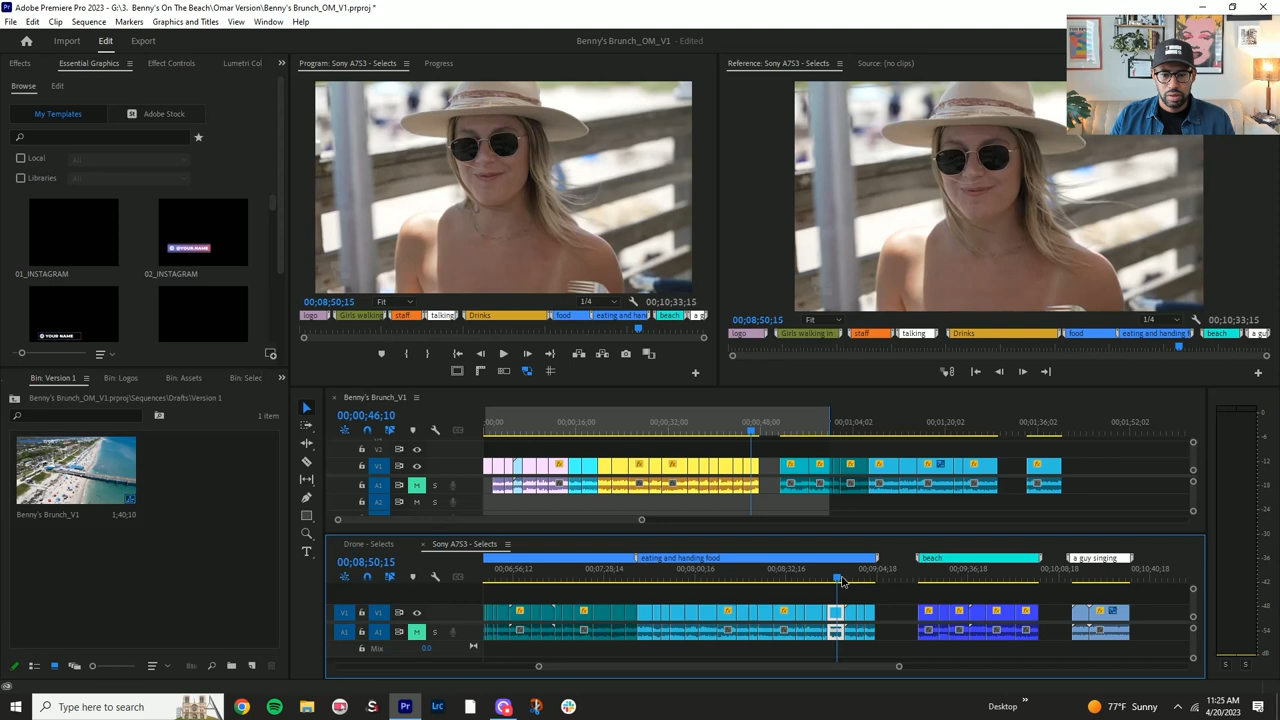 Adobe Premiere Pro 2023 - G:\3. Benny's On The Beach\Omar Version\Benny's Brunch_OM_V1.prproj *
File Edit Clip Sequence Markers Graphics and Titles View Window Help
Import Edit Export
Benny's Brunch_OM_V1 - Edited
Effects Essential Graphics Effect Controls Lumetri Col
Program: Sony A7S3 - Selects Progress
Reference: Sony A7S3 - Selects Source: (no clips)
Browse Edit
My Templates St Adobe Stock
Local All
Libraries All
@YOUR.NAME
01_INSTAGRAM 02_INSTAGRAM
YOUR NAME
00;08;50;15 Fit 1/4 00;10;33;15
logo Girls walking staff talking Drinks food eating and han beach a g
Fit 1/4
00;08;50;15 00;10;33;15
logo Girls walking in staff talking Drinks food eating and handing f beach a gu
Bin: Version 1 Bin: Logos Bin: Assets Bin: Selec
Benny's Brunch_OM_V1.prproj\Sequences\Drafts\Version 1
1 item
Benny's Brunch_V1 1;40;10
Benny's Brunch_V1
00;00;46;10
;00;00 00;00;16;00 00;00;32;00 00;00;48;00 00;01;04;02 00;01;20;02 00;01;36;02 00;01;52;02
V2
V1 fx
A1 M S
A2 M S
Drone - Selects Sony A7S3 - Selects
00;08;50;15
eating and handing food beach a guy singing
00;06;56;12 00;07;28;14 00;08;00;16 00;08;32;16 00;09;04;18 00;09;36;18 00;10;08;18 00;10;40;18
V1 V1
A1 A1 M S
Mix 0.0
0
-54
dB
S S
Type here to search
Pr
Lrc
Desktop
77°F Sunny
11:25 AM
4/20/2023